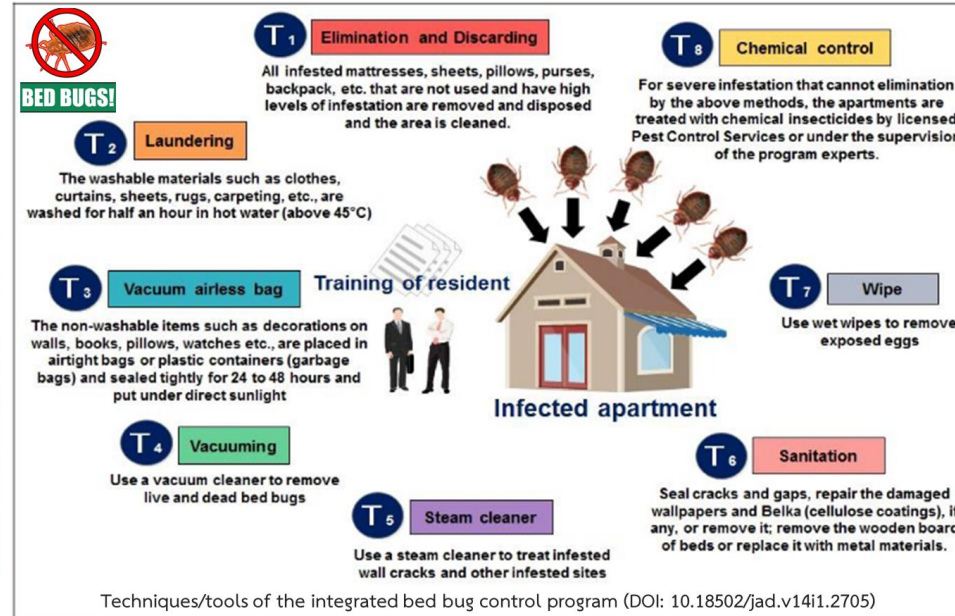 BED BUGS!
T1 Elimination and Discarding
All infested mattresses, sheets, pillows, purses,
backpack, etc. that are not used and have high
levels of infestation are removed and disposed
and the area is cleaned.
T2 Laundering
The washable materials such as clothes,
curtains, sheets, rugs, carpeting, etc., are
washed for half an hour in hot water (above 45°C)
T3 Vacuum airless bag
The non-washable items such as decorations on
walls, books, pillows, watches etc., are placed in
airtight bags or plastic containers (garbage
bags) and sealed tightly for 24 to 48 hours and
put under direct sunlight
T4 Vacuuming
Use a vacuum cleaner to remove
live and dead bed bugs
T5 Steam cleaner
Use a steam cleaner to treat infested
wall cracks and other infested sites
T6 Sanitation
Seal cracks and gaps, repair the damaged
wallpapers and Belka (cellulose coatings), if
any, or remove it; remove the wooden board
of beds or replace it with metal materials.
T7 Wipe
Use wet wipes to remove
exposed eggs
T8 Chemical control
For severe infestation that cannot elimination
by the above methods, the apartments are
treated with chemical insecticides by licensed
Pest Control Services or under the supervision
of the program experts.
Training of resident
Infected apartment
Techniques/tools of the integrated bed bug control program (DOI: 10.18502/jad.v14i1.2705)